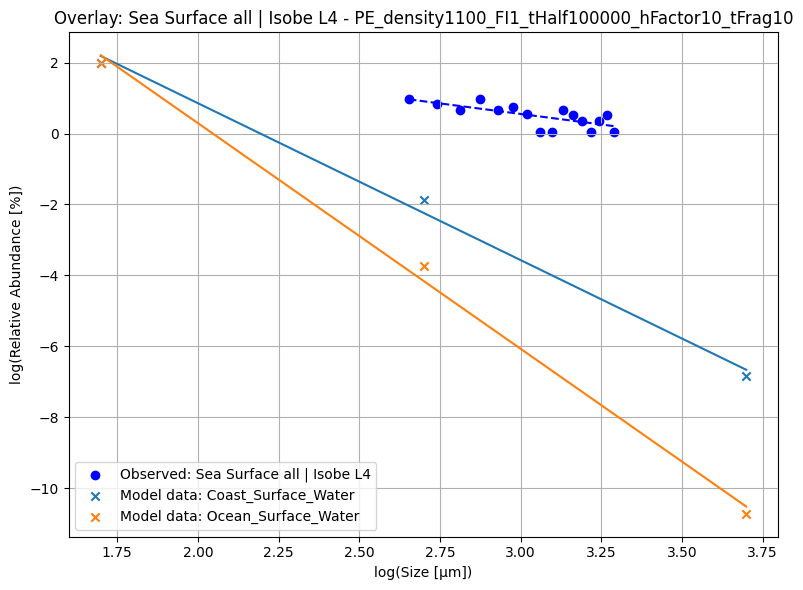 Overlay: Sea Surface all | Isobe L4 - PE_density1100_FI1_tHalf100000_hFactor10_tFrag10
log(Relative Abundance [%])
2
0
−2
−4
−6
−8
−10
Observed: Sea Surface all | Isobe L4
Model data: Coast_Surface_Water
Model data: Ocean_Surface_Water
1.75 2.00 2.25 2.50 2.75 3.00 3.25 3.50 3.75
log(Size [μm])